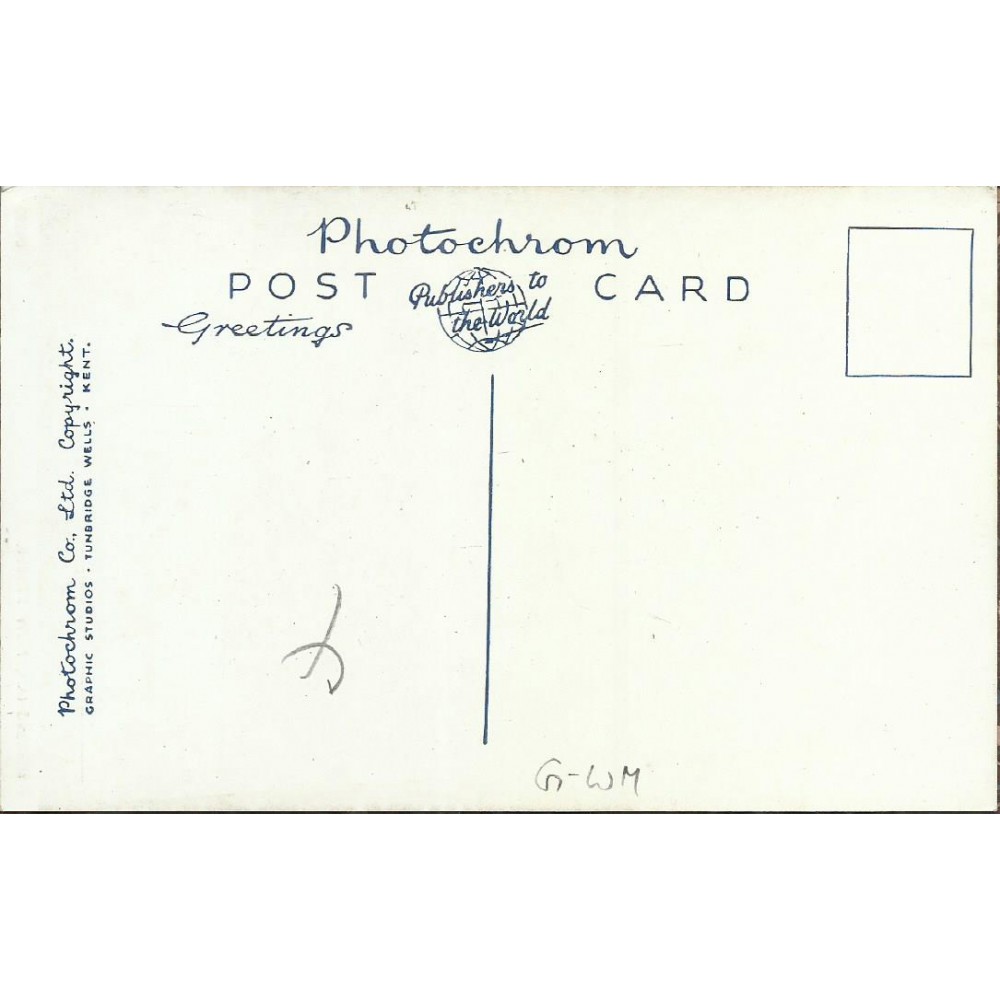 Photochrom
POST CARD
Publishers to
the World
Greetings
Photochrom Co., Ltd. Copyright.
GRAPHIC STUDIOS · TUNBRIDGE WELLS · KENT.
G-WM